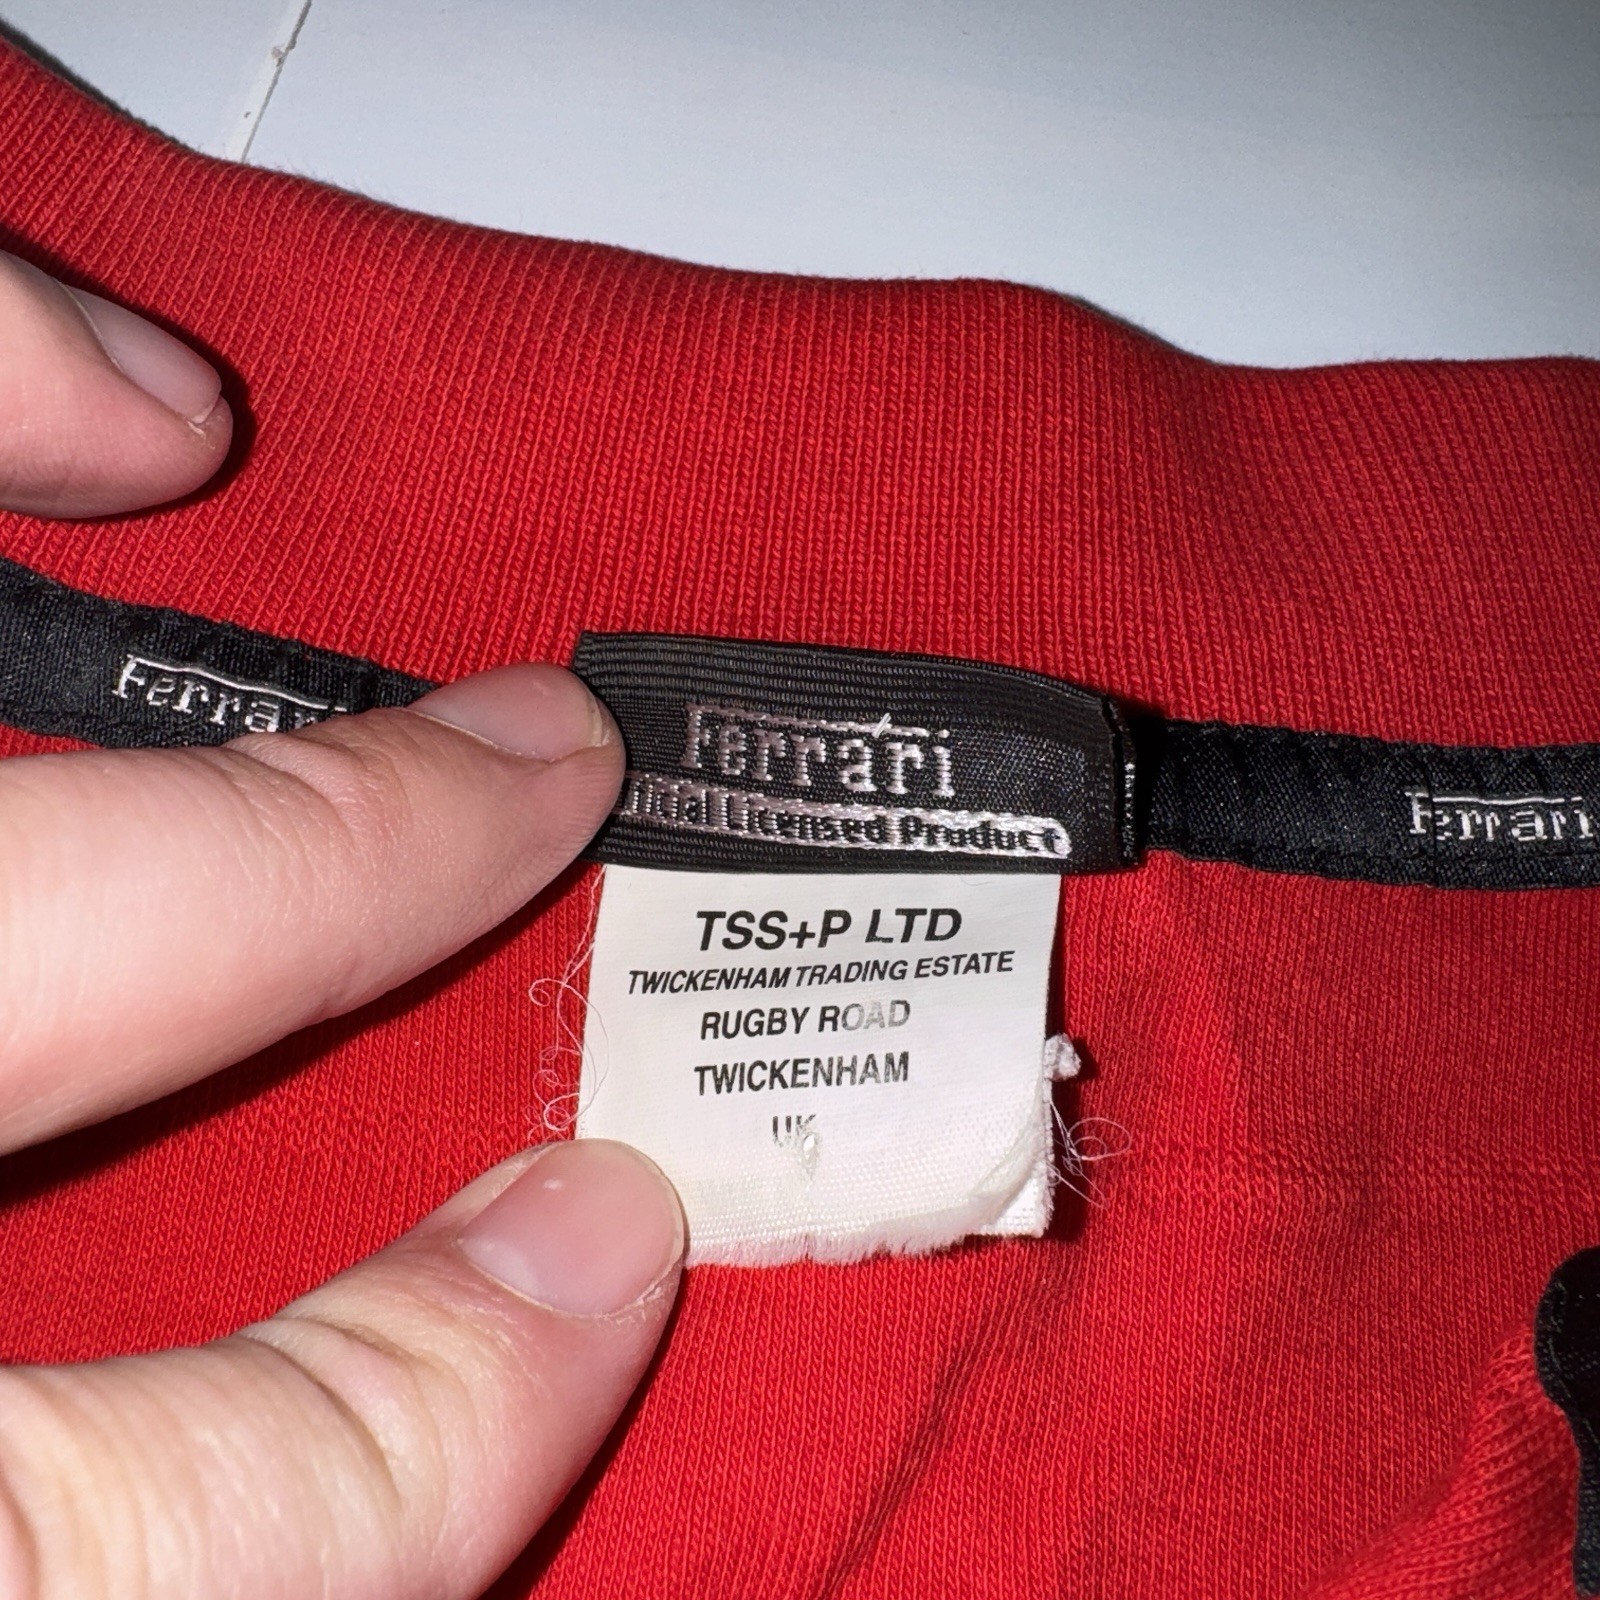 Ferrari
Ferrari
Ferrari
Licensed Product
TSS+P LTD
TWICKENHAM TRADING ESTATE
RUGBY ROAD
TWICKENHAM
UK